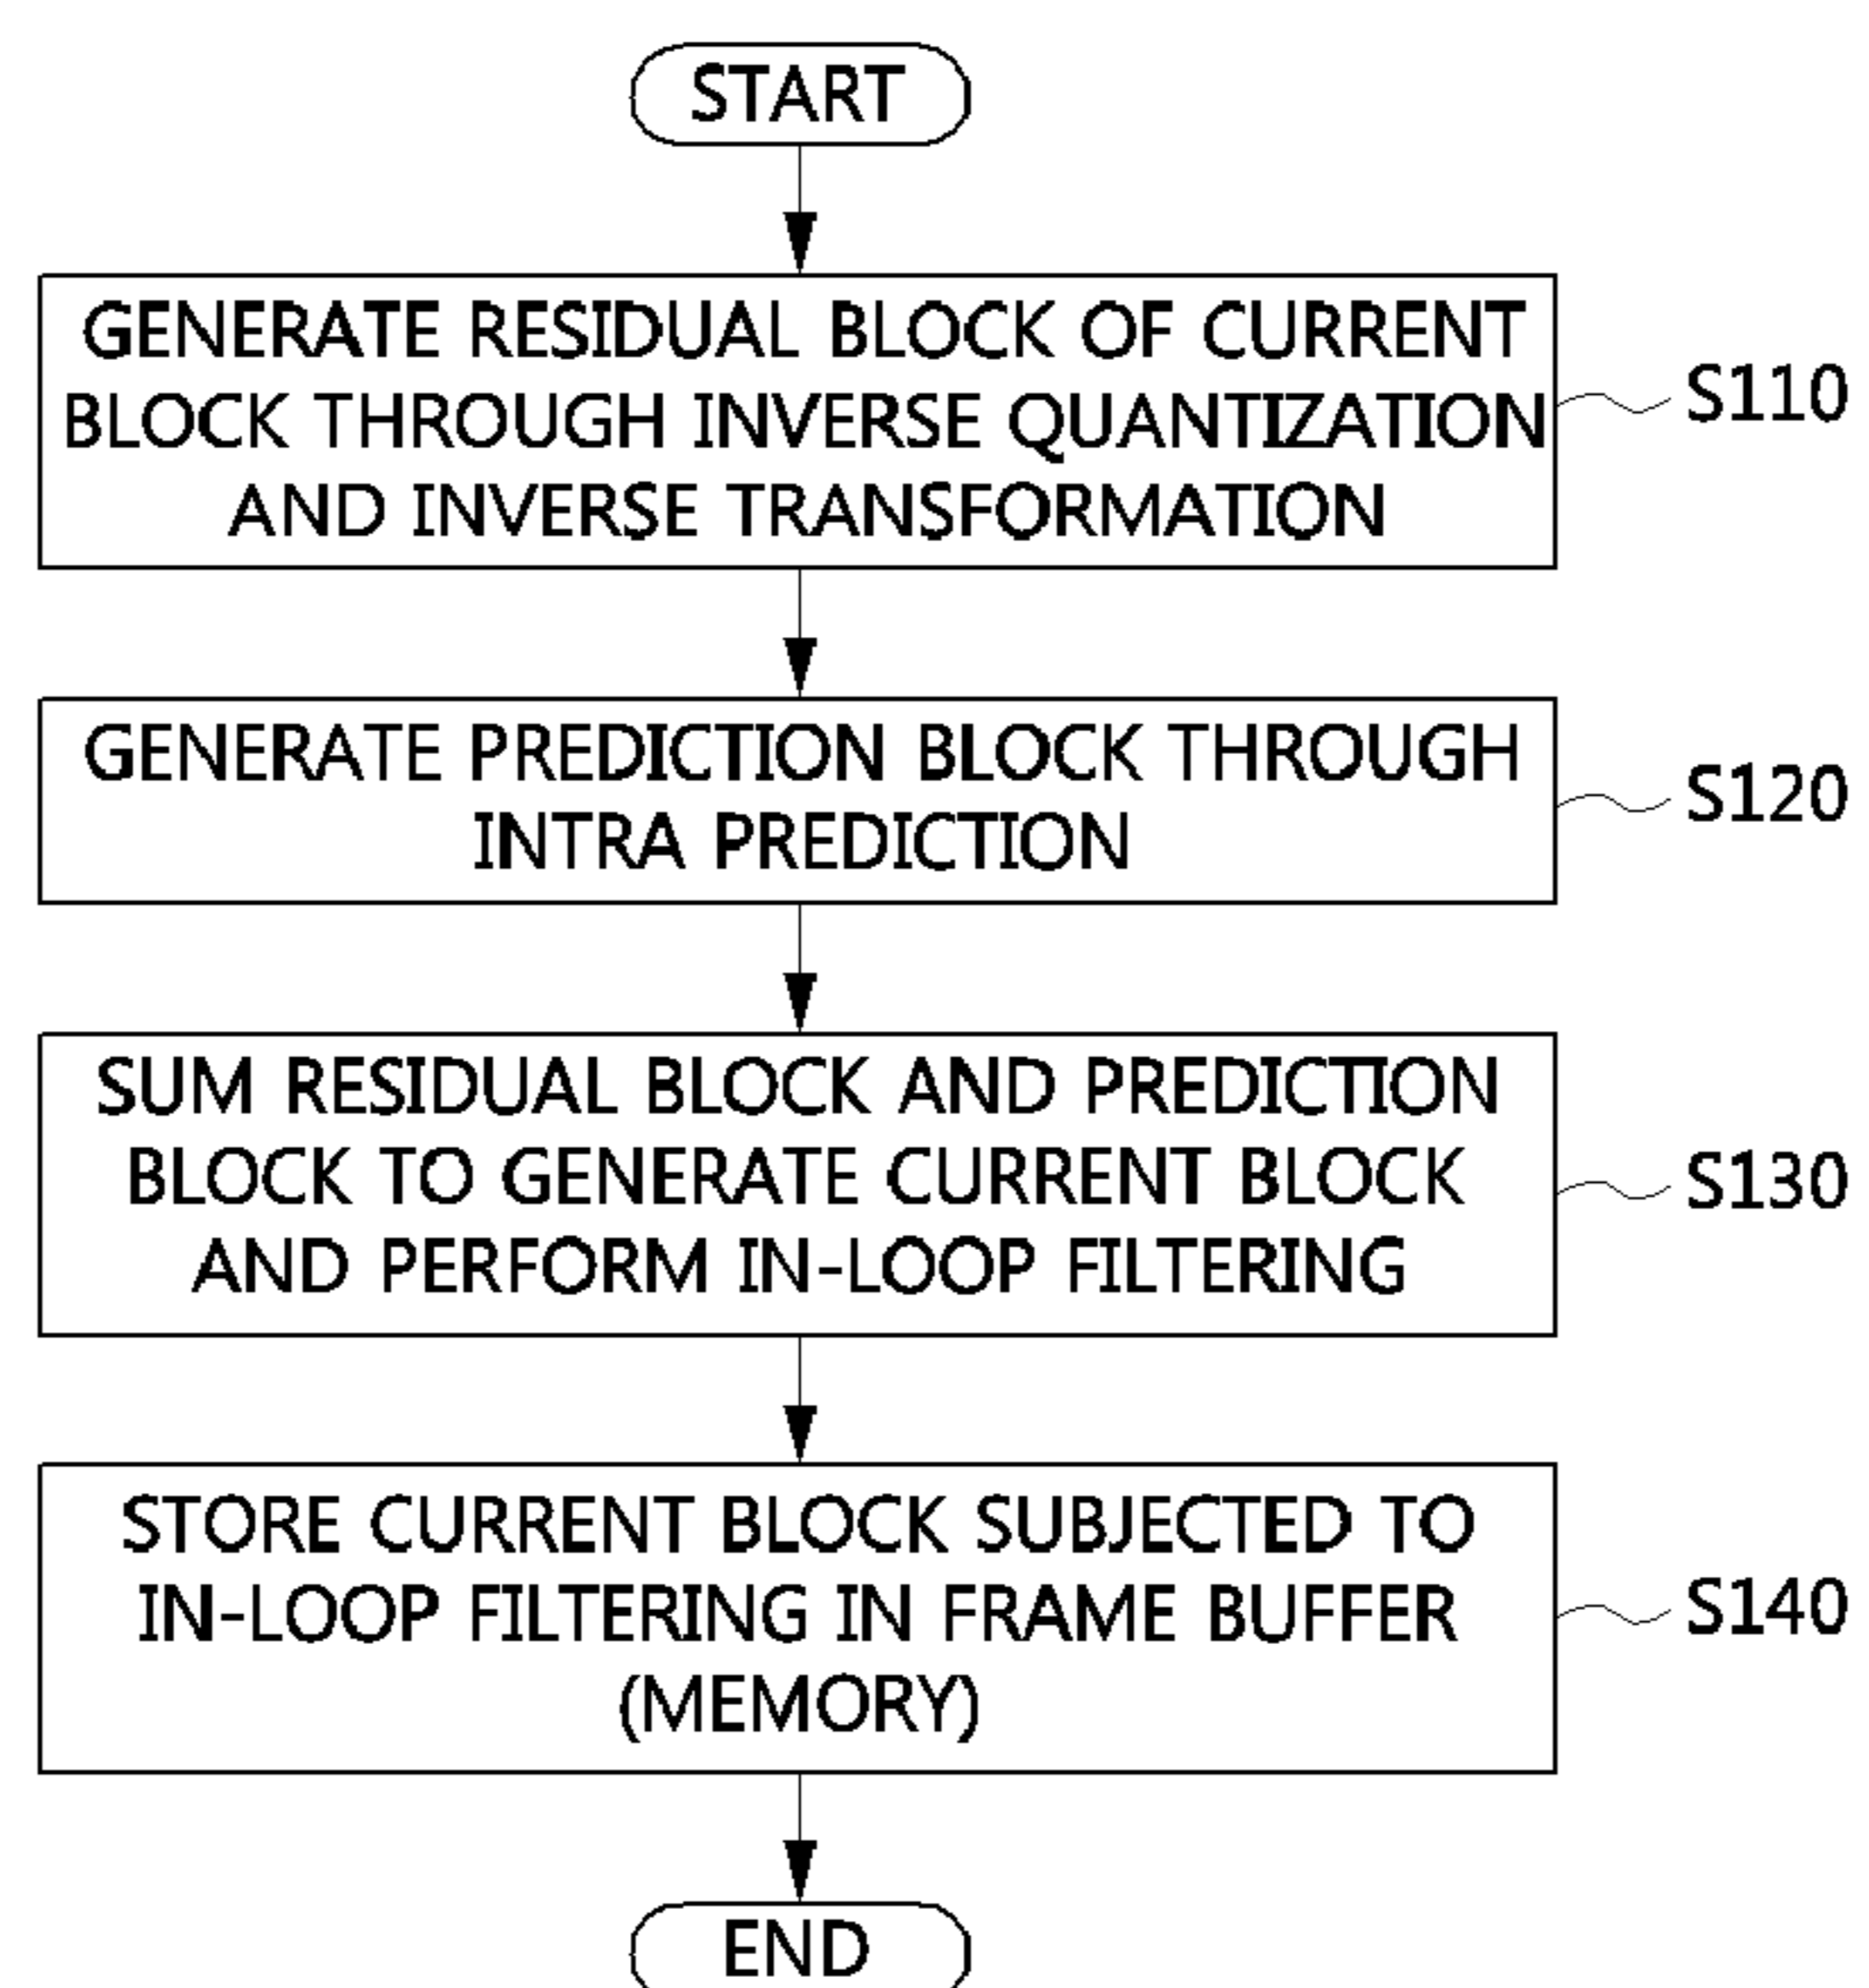 START
GENERATE RESIDUAL BLOCK OF CURRENT
BLOCK THROUGH INVERSE QUANTIZATION
AND INVERSE TRANSFORMATION
S110
GENERATE PREDICTION BLOCK THROUGH
INTRA PREDICTION
S120
SUM RESIDUAL BLOCK AND PREDICTION
BLOCK TO GENERATE CURRENT BLOCK
AND PERFORM IN-LOOP FILTERING
S130
STORE CURRENT BLOCK SUBJECTED TO
IN-LOOP FILTERING IN FRAME BUFFER
(MEMORY)
S140
END